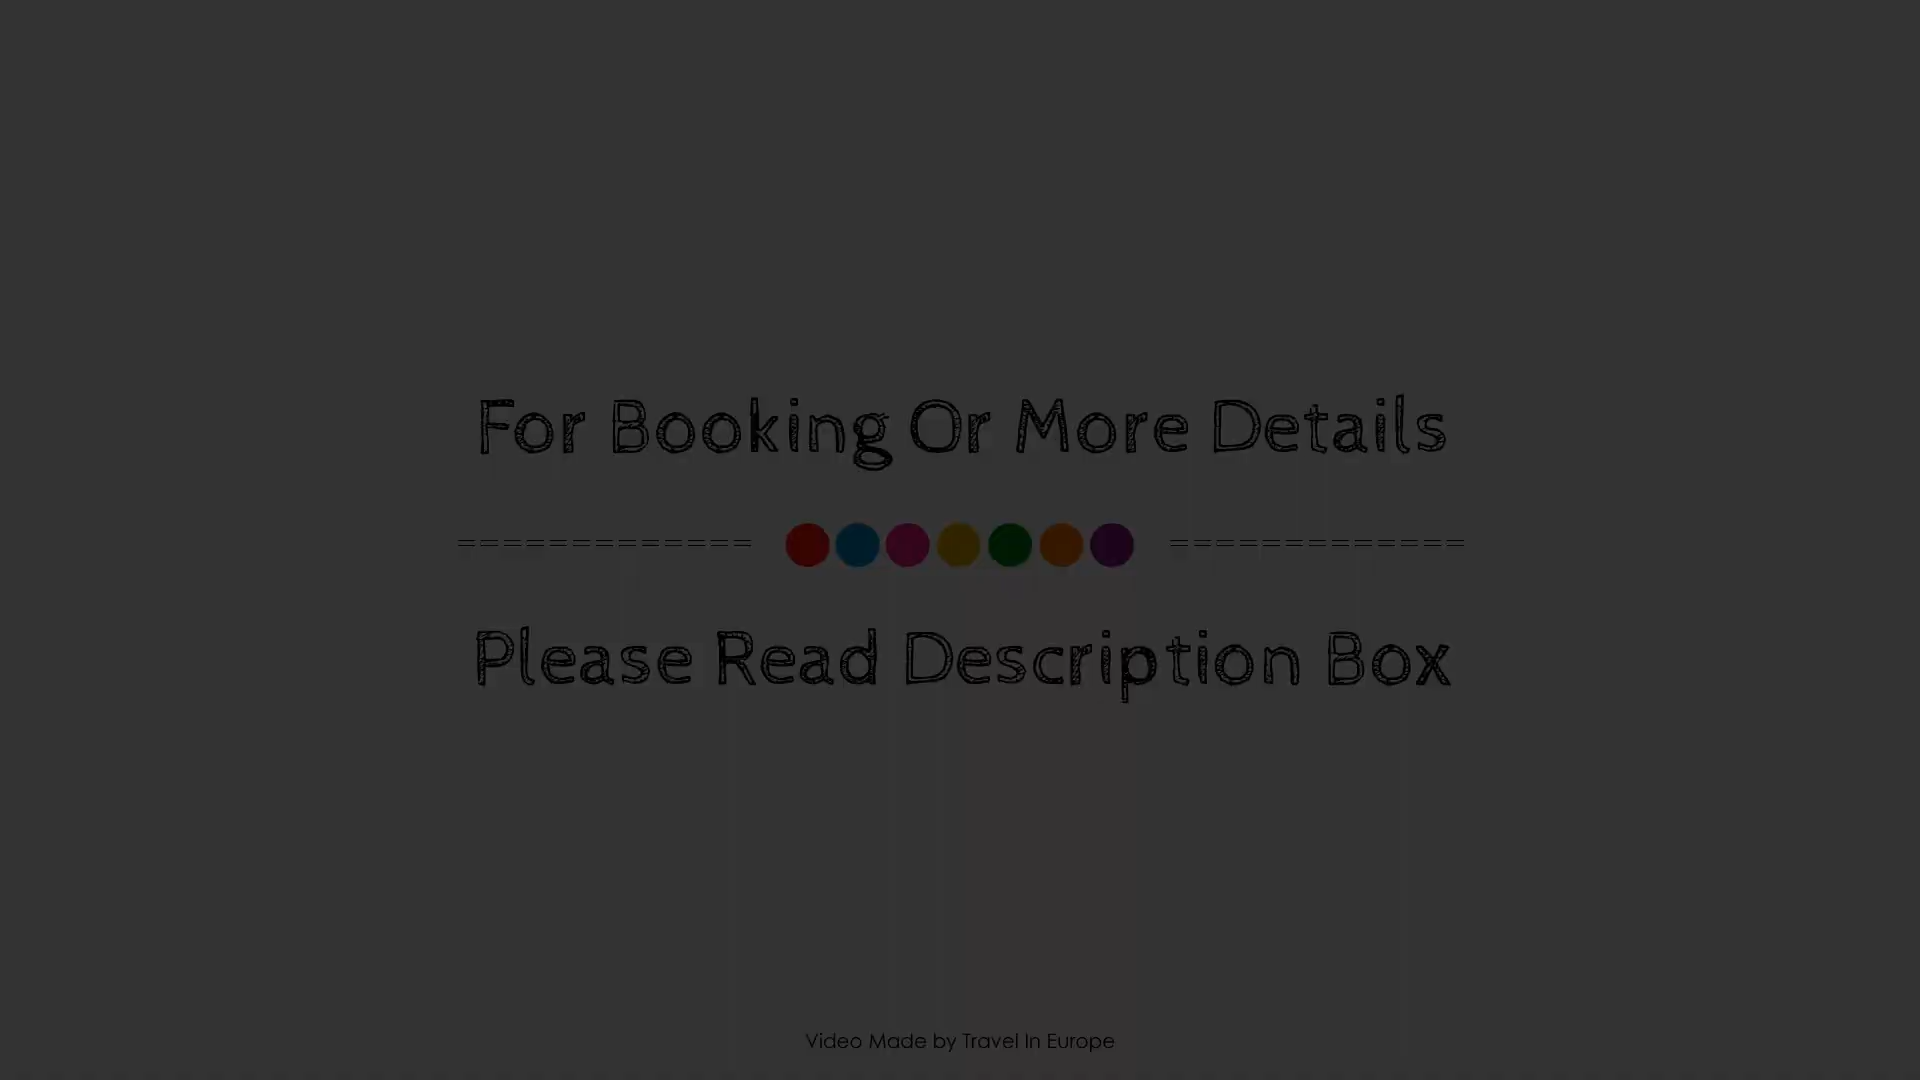 For Booking Or More Details
============= =============
Please Read Description Box
Video Made by Travel In Europe